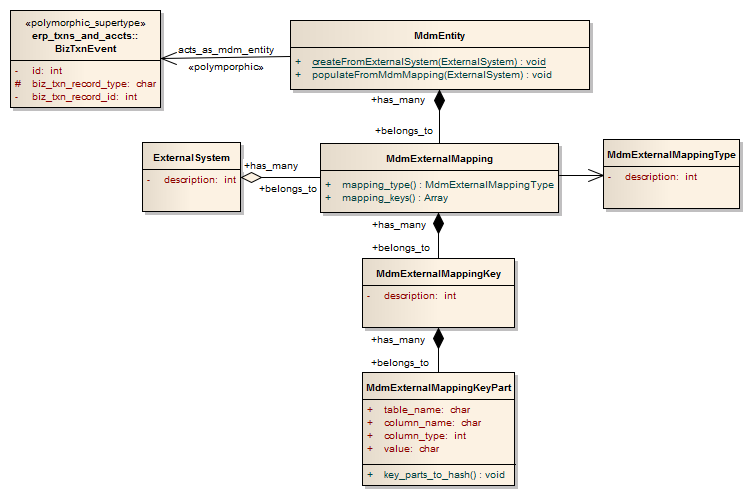 «polymorphic_supertype»
erp_txns_and_accts::
BizTxnEvent
- id: int
# biz_txn_record_type: char
- biz_txn_record_id: int
acts_as_mdm_entity
«polymporphic»
MdmEntity
+ createFromExternalSystem(ExternalSystem) : void
+ populateFromMdmMapping(ExternalSystem) : void
+has_many
+belongs_to
ExternalSystem
- description: int
+has_many
+belongs_to
MdmExternalMapping
+ mapping_type() : MdmExternalMappingType
+ mapping_keys() : Array
MdmExternalMappingType
- description: int
+has_many
+belongs_to
MdmExternalMappingKey
- description: int
+has_many
+belongs_to
MdmExternalMappingKeyPart
+ table_name: char
+ column_name: char
+ column_type: int
+ value: char
+ key_parts_to_hash() : void